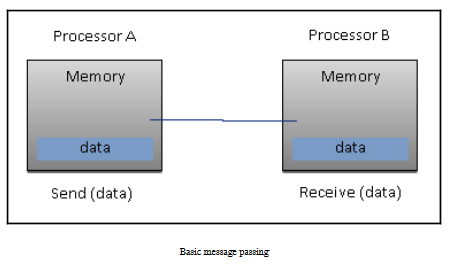 Processor A
Processor B
Memory
Memory
data
data
Send (data)
Receive (data)
Basic message passing